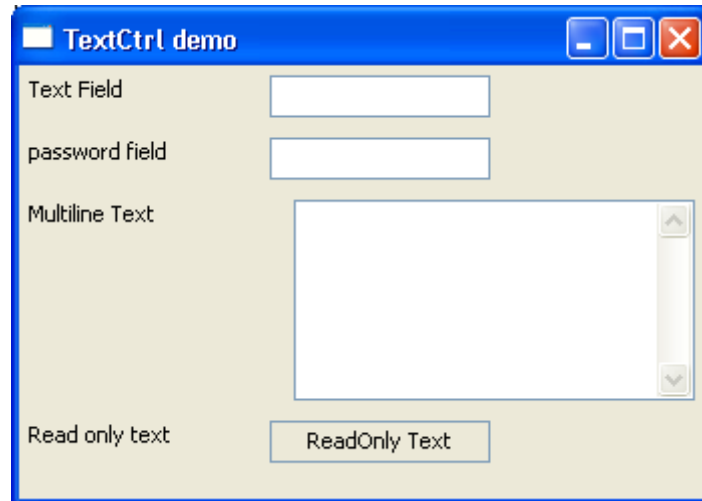 TextCtrl demo
Text Field
password field
Multiline Text
Read only text
ReadOnly Text